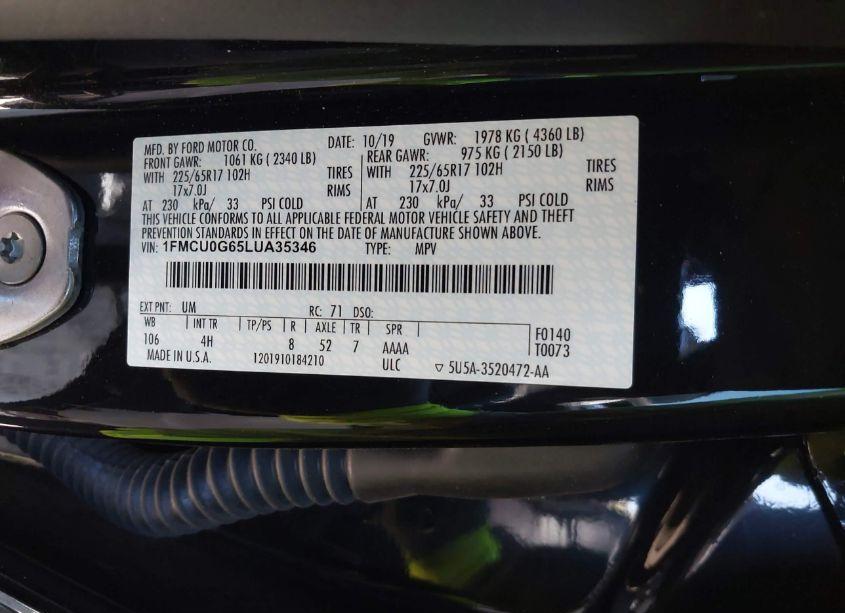 MFD. BY FORD MOTOR CO. DATE: 10/19 GVWR: 1978 KG ( 4360 LB)
FRONT GAWR: 1061 KG ( 2340 LB) REAR GAWR: 975 KG ( 2150 LB)
WITH 225/65R17 102H TIRES WITH 225/65R17 102H TIRES
17x7.0J RIMS 17x7.0J RIMS
AT 230 kPa/ 33 PSI COLD AT 230 kPa/ 33 PSI COLD
THIS VEHICLE CONFORMS TO ALL APPLICABLE FEDERAL MOTOR VEHICLE SAFETY AND THEFT
PREVENTION STANDARDS IN EFFECT ON THE DATE OF MANUFACTURE SHOWN ABOVE.
VIN: 1FMCU0G65LUA35346 TYPE: MPV
EXT PNT: UM RC: 71 DSO:
WB INT TR TP/PS R AXLE TR SPR F0140
106 4H 8 52 7 AAAA T0073
MADE IN U.S.A. 1201910184210 ULC ▽ 5U5A-3520472-AA